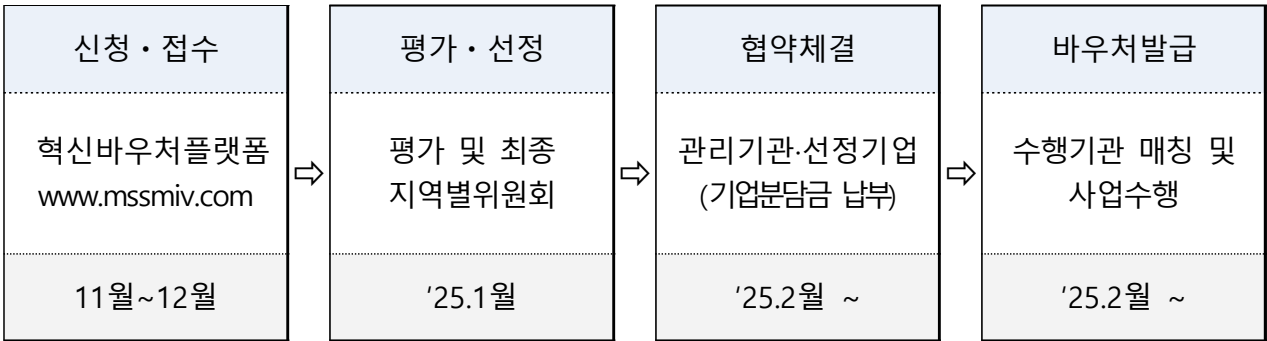 신청・접수
혁신바우처플랫폼
www.mssmiv.com
11월~12월
⇨
평가・선정
평가 및 최종
지역별위원회
'25.1월
⇨
협약체결
관리기관·선정기업
(기업분담금 납부)
'25.2월 ~
⇨
바우처발급
수행기관 매칭 및
사업수행
'25.2월 ~